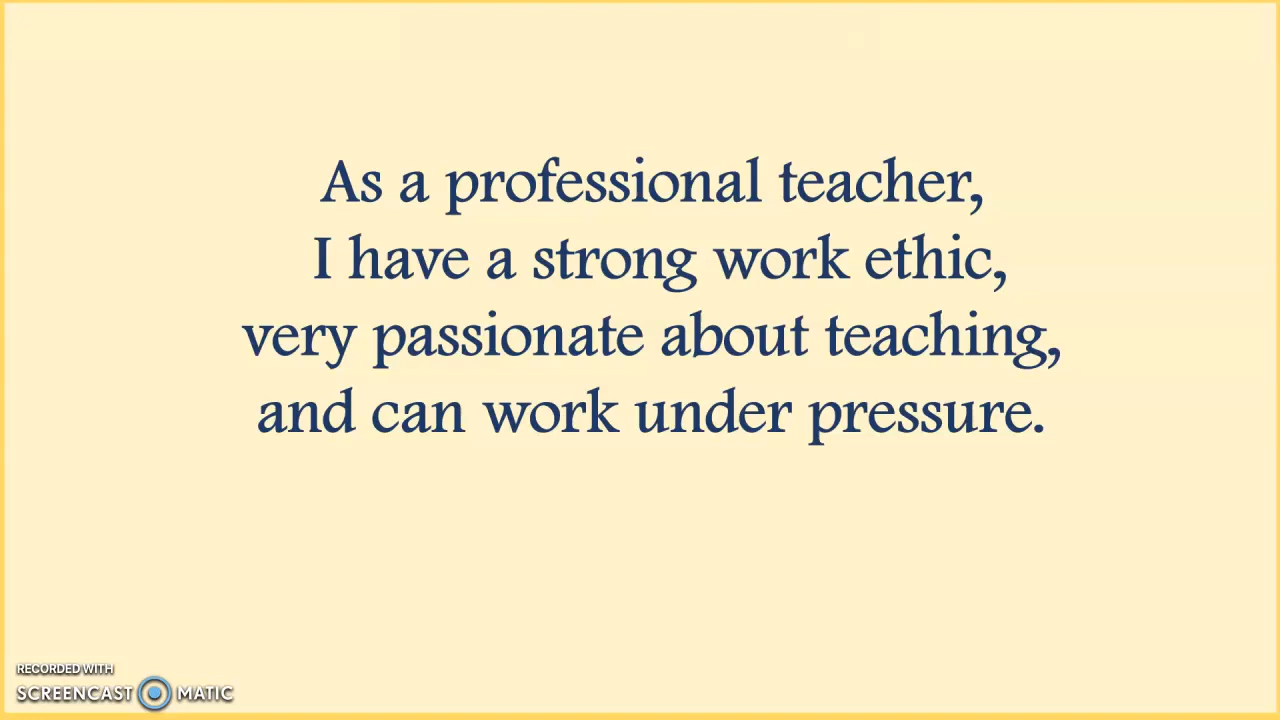 As a professional teacher,
I have a strong work ethic,
very passionate about teaching,
and can work under pressure.
RECORDED WITH
SCREENCAST MATIC